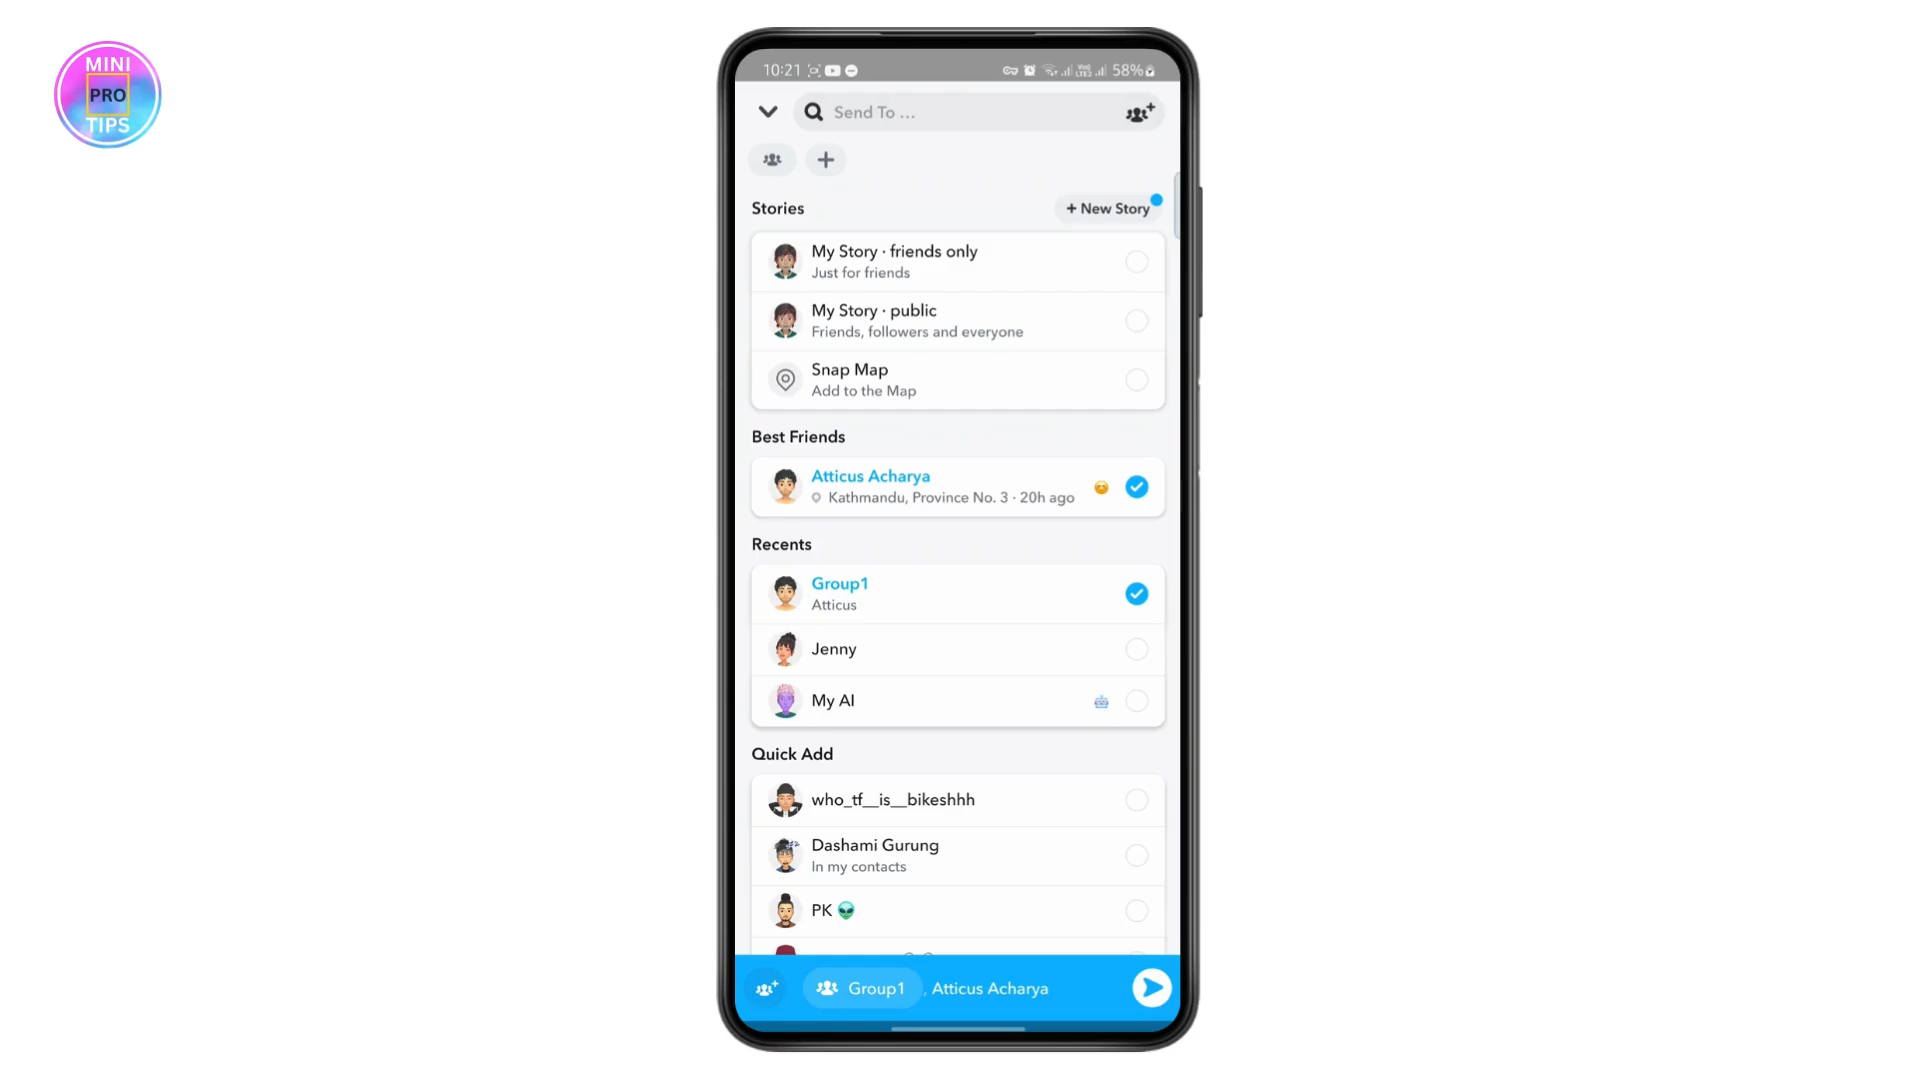 MINI
PRO
TIPS
10:21
58%
Send To ...
Stories
+ New Story
My Story · friends only
Just for friends
My Story · public
Friends, followers and everyone
Snap Map
Add to the Map
Best Friends
Atticus Acharya
Kathmandu, Province No. 3 · 20h ago
Recents
Group1
Atticus
Jenny
My AI
Quick Add
who_tf__is__bikeshhh
Dashami Gurung
In my contacts
PK 👽
Group1 , Atticus Acharya